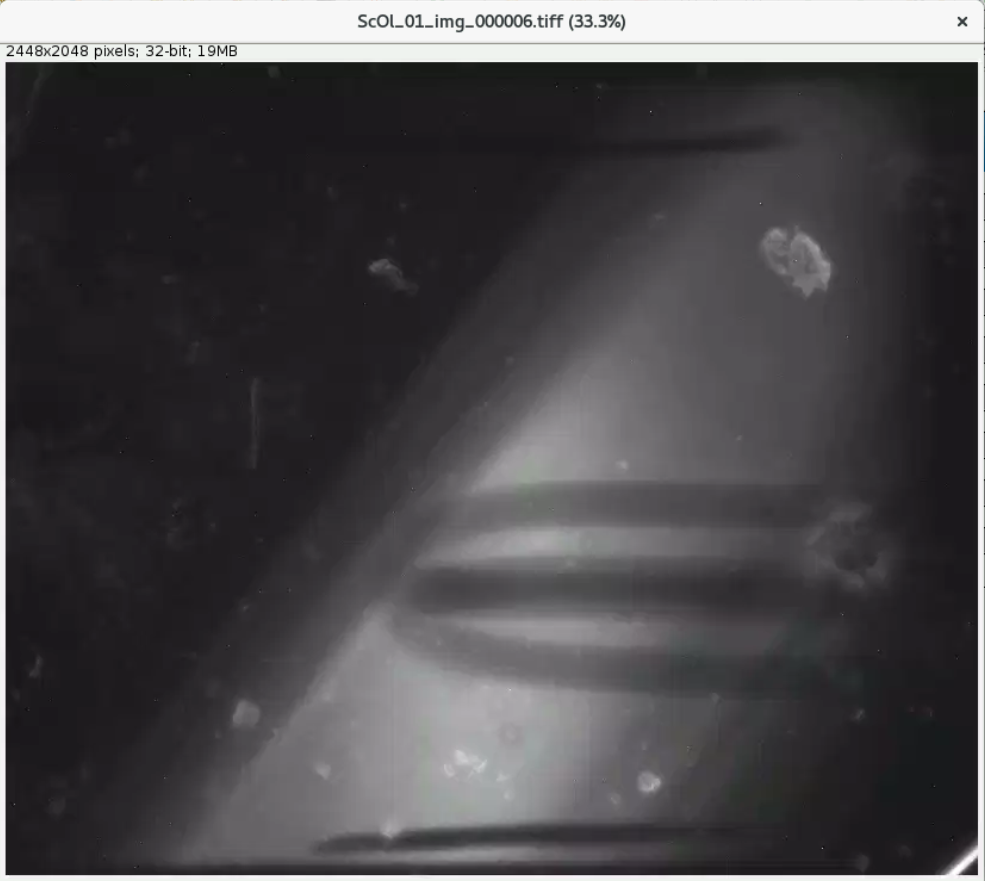 ScOl_01_img_000006.tiff (33.3%)
2448x2048 pixels; 32-bit; 19MB